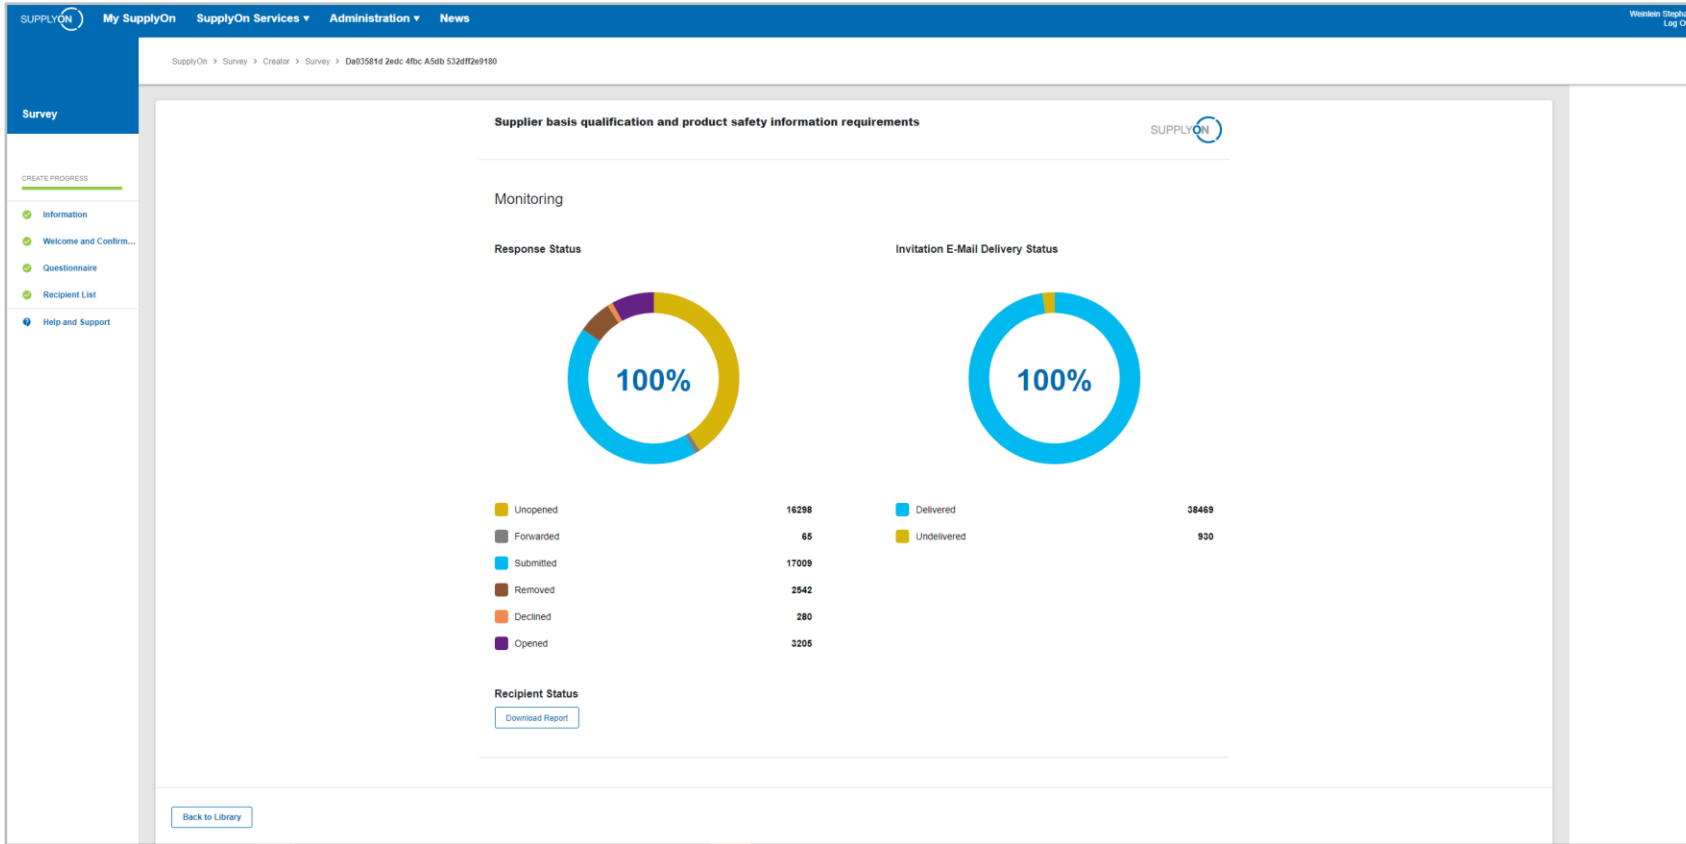 SUPPLYON My SupplyOn SupplyOn Services ▾ Administration ▾ News
Weinlein
Log
SupplyOn > Survey > Creator > Survey > Da03581d 2edc 4fbc A5db 532dff2e9180
Survey
CREATE PROGRESS
Information
Welcome and Confirm...
Questionnaire
Recipient List
Help and Support
Supplier basis qualification and product safety information requirements
SUPPLYON
Monitoring
Response Status
100%
Unopened 16298
Forwarded 65
Submitted 17009
Removed 2542
Declined 280
Opened 3205
Invitation E-Mail Delivery Status
100%
Delivered 38469
Undelivered 930
Recipient Status
Download Report
Back to Library